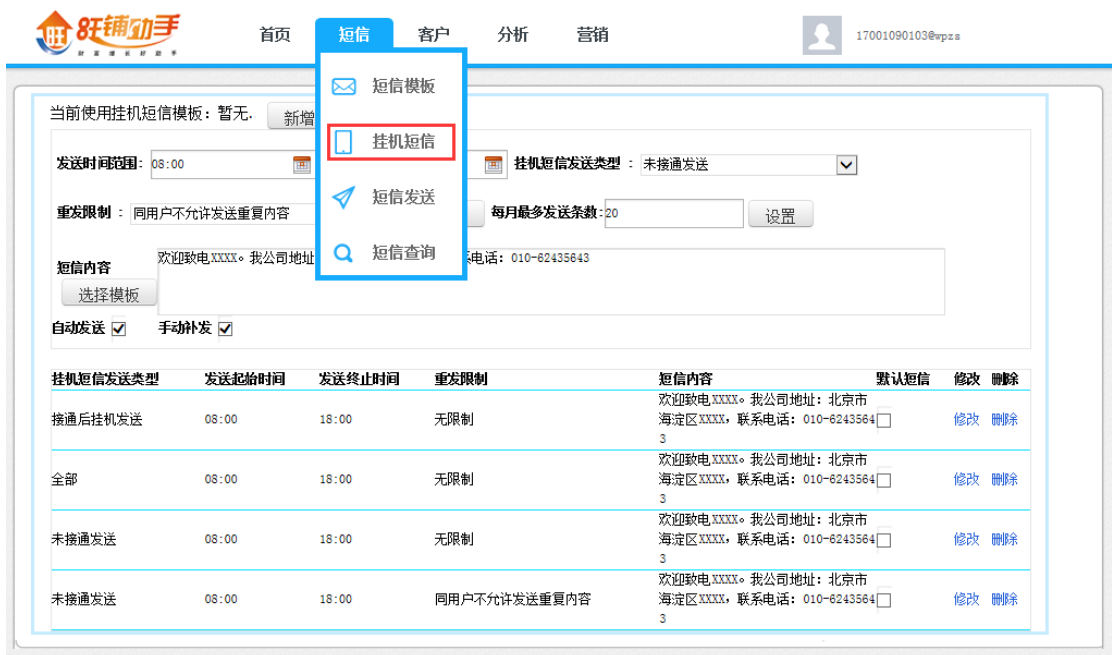 旺 旺铺助手
财富增长好帮手
首页 短信 客户 分析 营销 17001090103@wpzs
短信模板
挂机短信
短信发送
短信查询
当前使用挂机短信模板：暂无. 新增
发送时间范围: 08:00 挂机短信发送类型 : 未接通发送
重发限制 : 同用户不允许发送重复内容 每月最多发送条数: 20 设置
短信内容 欢迎致电XXXX。我公司地址 系电话: 010-62435643
选择模板
自动发送 手动补发
挂机短信发送类型 发送起始时间 发送终止时间 重发限制 短信内容 默认短信 修改 删除
接通后挂机发送 08:00 18:00 无限制 欢迎致电XXXX。我公司地址: 北京市
海淀区XXXX, 联系电话: 010-6243564 修改 删除
3
全部 08:00 18:00 无限制 欢迎致电XXXX。我公司地址: 北京市
海淀区XXXX, 联系电话: 010-6243564 修改 删除
3
未接通发送 08:00 18:00 无限制 欢迎致电XXXX。我公司地址: 北京市
海淀区XXXX, 联系电话: 010-6243564 修改 删除
3
未接通发送 08:00 18:00 同用户不允许发送重复内容 欢迎致电XXXX。我公司地址: 北京市
海淀区XXXX, 联系电话: 010-6243564 修改 删除
3